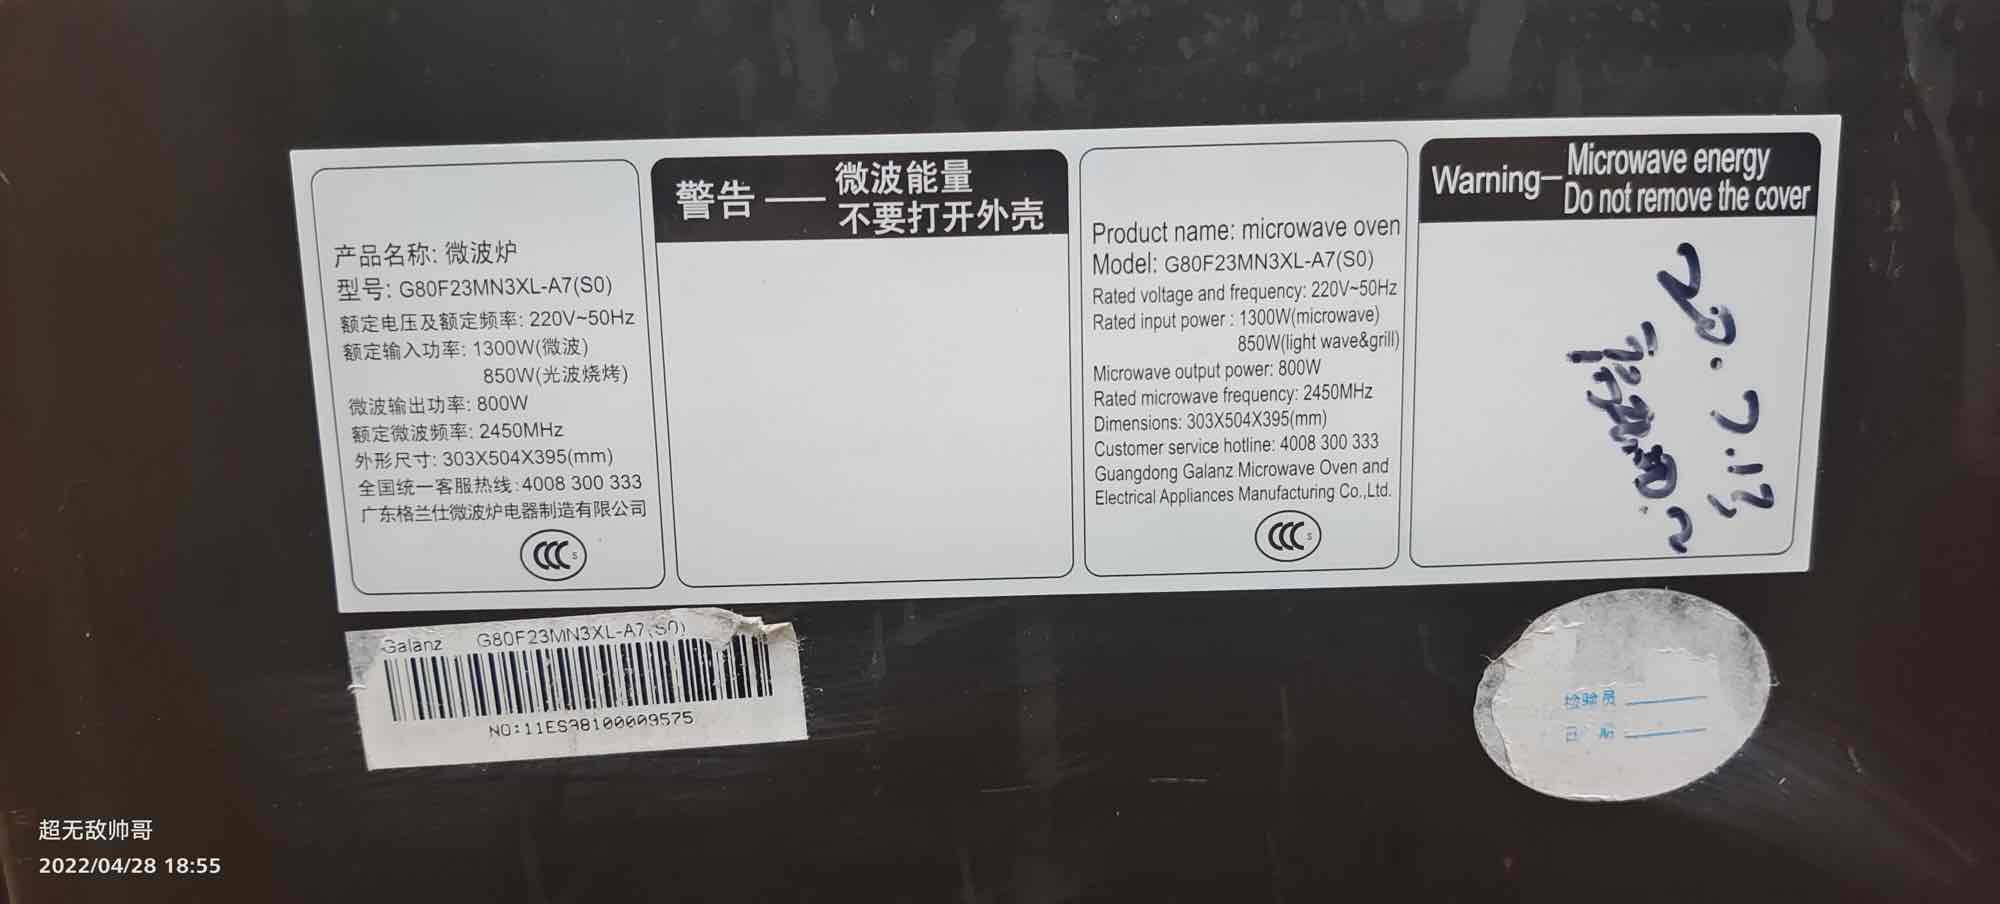 产品名称: 微波炉
型号: G80F23MN3XL-A7(S0)
额定电压及额定频率: 220V~50Hz
额定输入功率: 1300W(微波)
850W(光波烧烤)
微波输出功率: 800W
额定微波频率: 2450MHz
外形尺寸: 303X504X395(mm)
全国统一客服热线:4008 300 333
广东格兰仕微波炉电器制造有限公司
CCC S
警告——微波能量
不要打开外壳
Product name: microwave oven
Model: G80F23MN3XL-A7(S0)
Rated voltage and frequency: 220V~50Hz
Rated input power : 1300W(microwave)
850W(light wave&grill)
Microwave output power: 800W
Rated microwave frequency: 2450MHz
Dimensions: 303X504X395(mm)
Customer service hotline: 4008 300 333
Guangdong Galanz Microwave Oven and
Electrical Appliances Manufacturing Co.,Ltd.
CCC S
Warning—Microwave energy
Do not remove the cover
20.7.13
Galanz G80F23MN3XL-A7(S0)
NO:11ES98100009575
检验员
日期
超无敌帅哥
2022/04/28 18:55